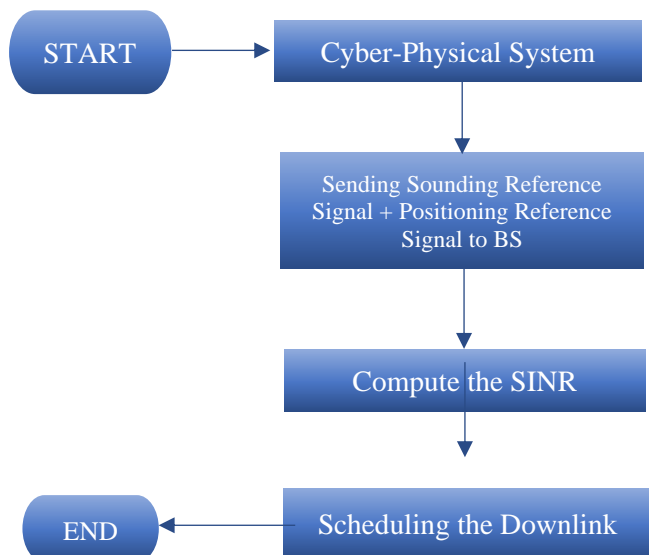 START
Cyber-Physical System
Sending Sounding Reference
Signal + Positioning Reference
Signal to BS
Compute the SINR
Scheduling the Downlink
END